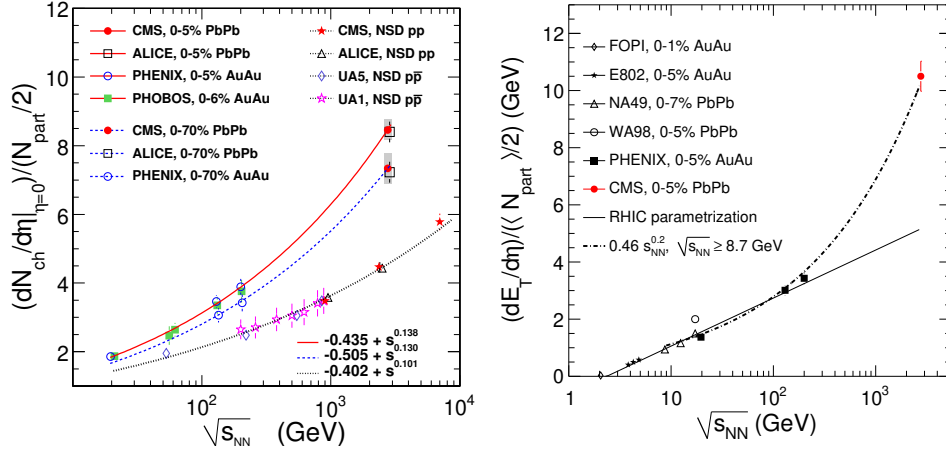 (dN_ch/dη|_η=0)/(N_part/2)
12
10
8
6
4
2
CMS, 0-5% PbPb
ALICE, 0-5% PbPb
PHENIX, 0-5% AuAu
PHOBOS, 0-6% AuAu
CMS, 0-70% PbPb
ALICE, 0-70% PbPb
PHENIX, 0-70% AuAu
CMS, NSD pp
ALICE, NSD pp
UA5, NSD pp̅
UA1, NSD pp̅
-0.435 + s^0.138
-0.505 + s^0.130
-0.402 + s^0.101
10^2 10^3 10^4
√s_NN (GeV)
(dE_T/dη)/(⟨ N_part ⟩/2) (GeV)
12
10
8
6
4
2
0
FOPI, 0-1% AuAu
E802, 0-5% AuAu
NA49, 0-7% PbPb
WA98, 0-5% PbPb
PHENIX, 0-5% AuAu
CMS, 0-5% PbPb
RHIC parametrization
0.46 s_NN^0.2, √s_NN ≥ 8.7 GeV
1 10 10^2 10^3
√s_NN (GeV)